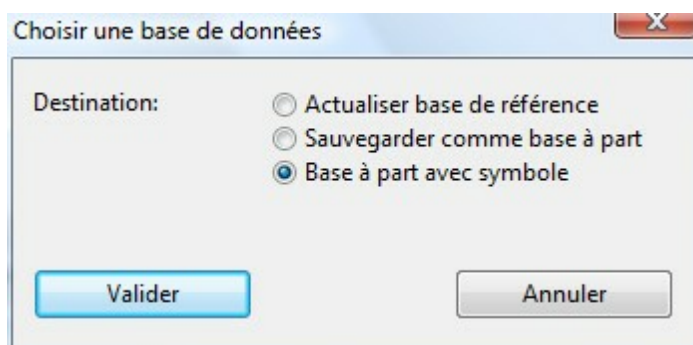 Choisir une base de données
Destination:
Actualiser base de référence
Sauvegarder comme base à part
Base à part avec symbole
Valider
Annuler